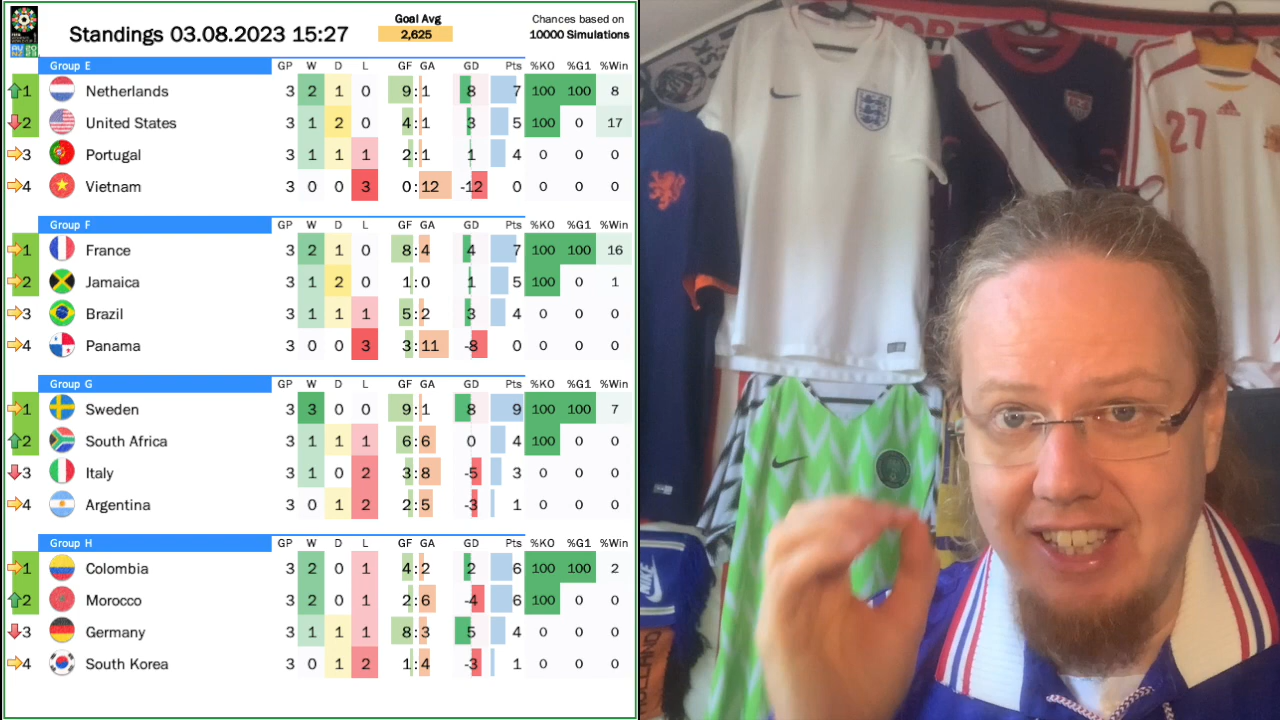 Standings 03.08.2023 15:27
Goal Avg
2,625
Chances based on
10000 Simulations
Group E GP W D L GF GA GD Pts %KO %G1 %Win
1 Netherlands 3 2 1 0 9:1 8 7 100 100 8
2 United States 3 1 2 0 4:1 3 5 100 0 17
3 Portugal 3 1 1 1 2:1 1 4 0 0 0
4 Vietnam 3 0 0 3 0:12 -12 0 0 0 0
Group F GP W D L GF GA GD Pts %KO %G1 %Win
1 France 3 2 1 0 8:4 4 7 100 100 16
2 Jamaica 3 1 2 0 1:0 1 5 100 0 1
3 Brazil 3 1 1 1 5:2 3 4 0 0 0
4 Panama 3 0 0 3 3:11 -8 0 0 0 0
Group G GP W D L GF GA GD Pts %KO %G1 %Win
1 Sweden 3 3 0 0 9:1 8 9 100 100 7
2 South Africa 3 1 1 1 6:6 0 4 100 0 0
3 Italy 3 1 0 2 3:8 -5 3 0 0 0
4 Argentina 3 0 1 2 2:5 -3 1 0 0 0
Group H GP W D L GF GA GD Pts %KO %G1 %Win
1 Colombia 3 2 0 1 4:2 2 6 100 100 2
2 Morocco 3 2 0 1 2:6 -4 6 100 0 0
3 Germany 3 1 1 1 8:3 5 4 0 0 0
4 South Korea 3 0 1 2 1:4 -3 1 0 0 0
27
NIKE
HOLLAND